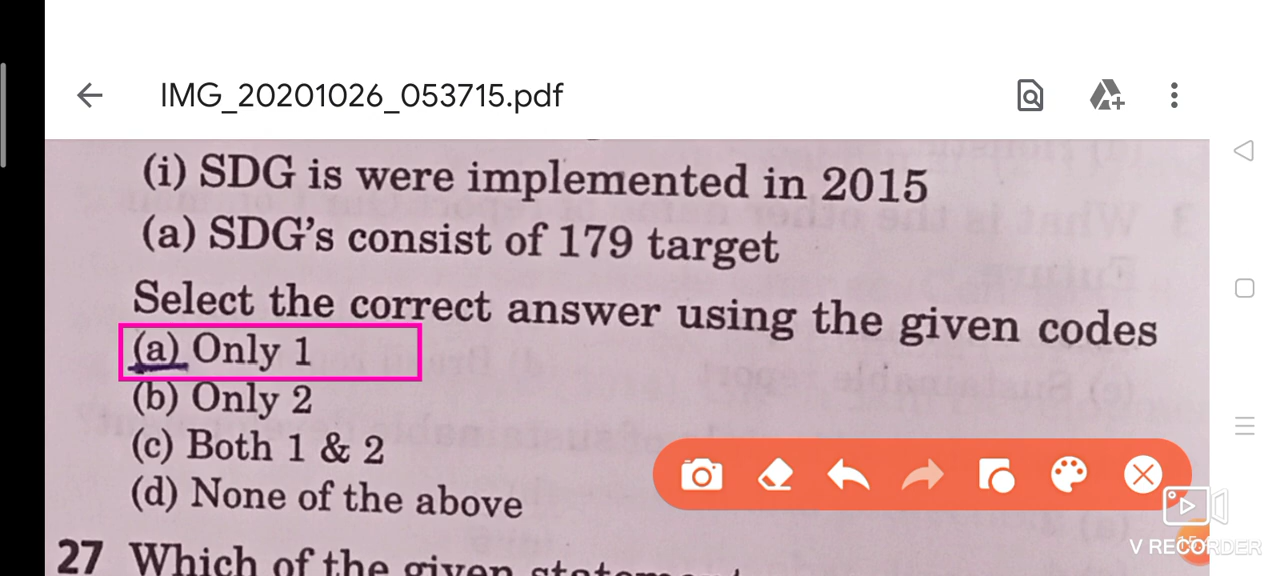 IMG_20201026_053715.pdf
(i) SDG is were implemented in 2015
(a) SDG's consist of 179 target
Select the correct answer using the given codes
(a) Only 1
(b) Only 2
(c) Both 1 & 2
(d) None of the above
27 Which of the given statement
V RECORDER